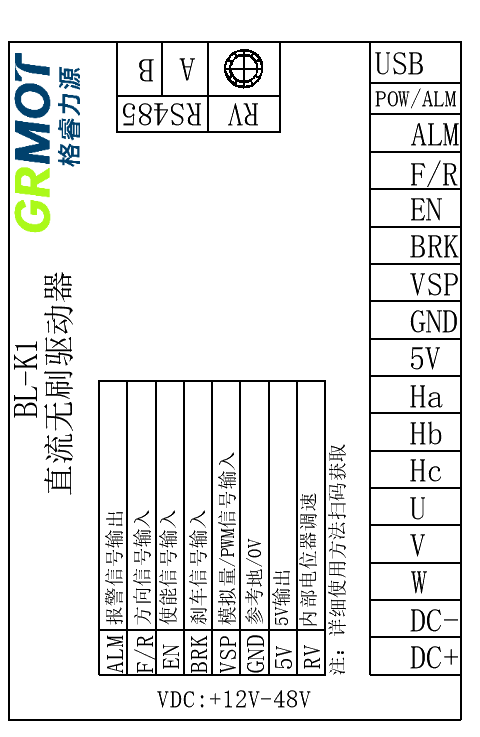 GRMOT
格睿力源
BL-K1
直流无刷驱动器
B
A
RS485
RV
USB
POW/ALM
ALM
F/R
EN
BRK
VSP
GND
5V
Ha
Hb
Hc
U
V
W
DC-
DC+
ALM 报警信号输出
F/R 方向信号输入
EN 使能信号输入
BRK 刹车信号输入
VSP 模拟量/PWM信号输入
GND 参考地/0V
5V 5V输出
RV 内部电位器调速
注: 详细使用方法扫码获取
VDC:+12V-48V